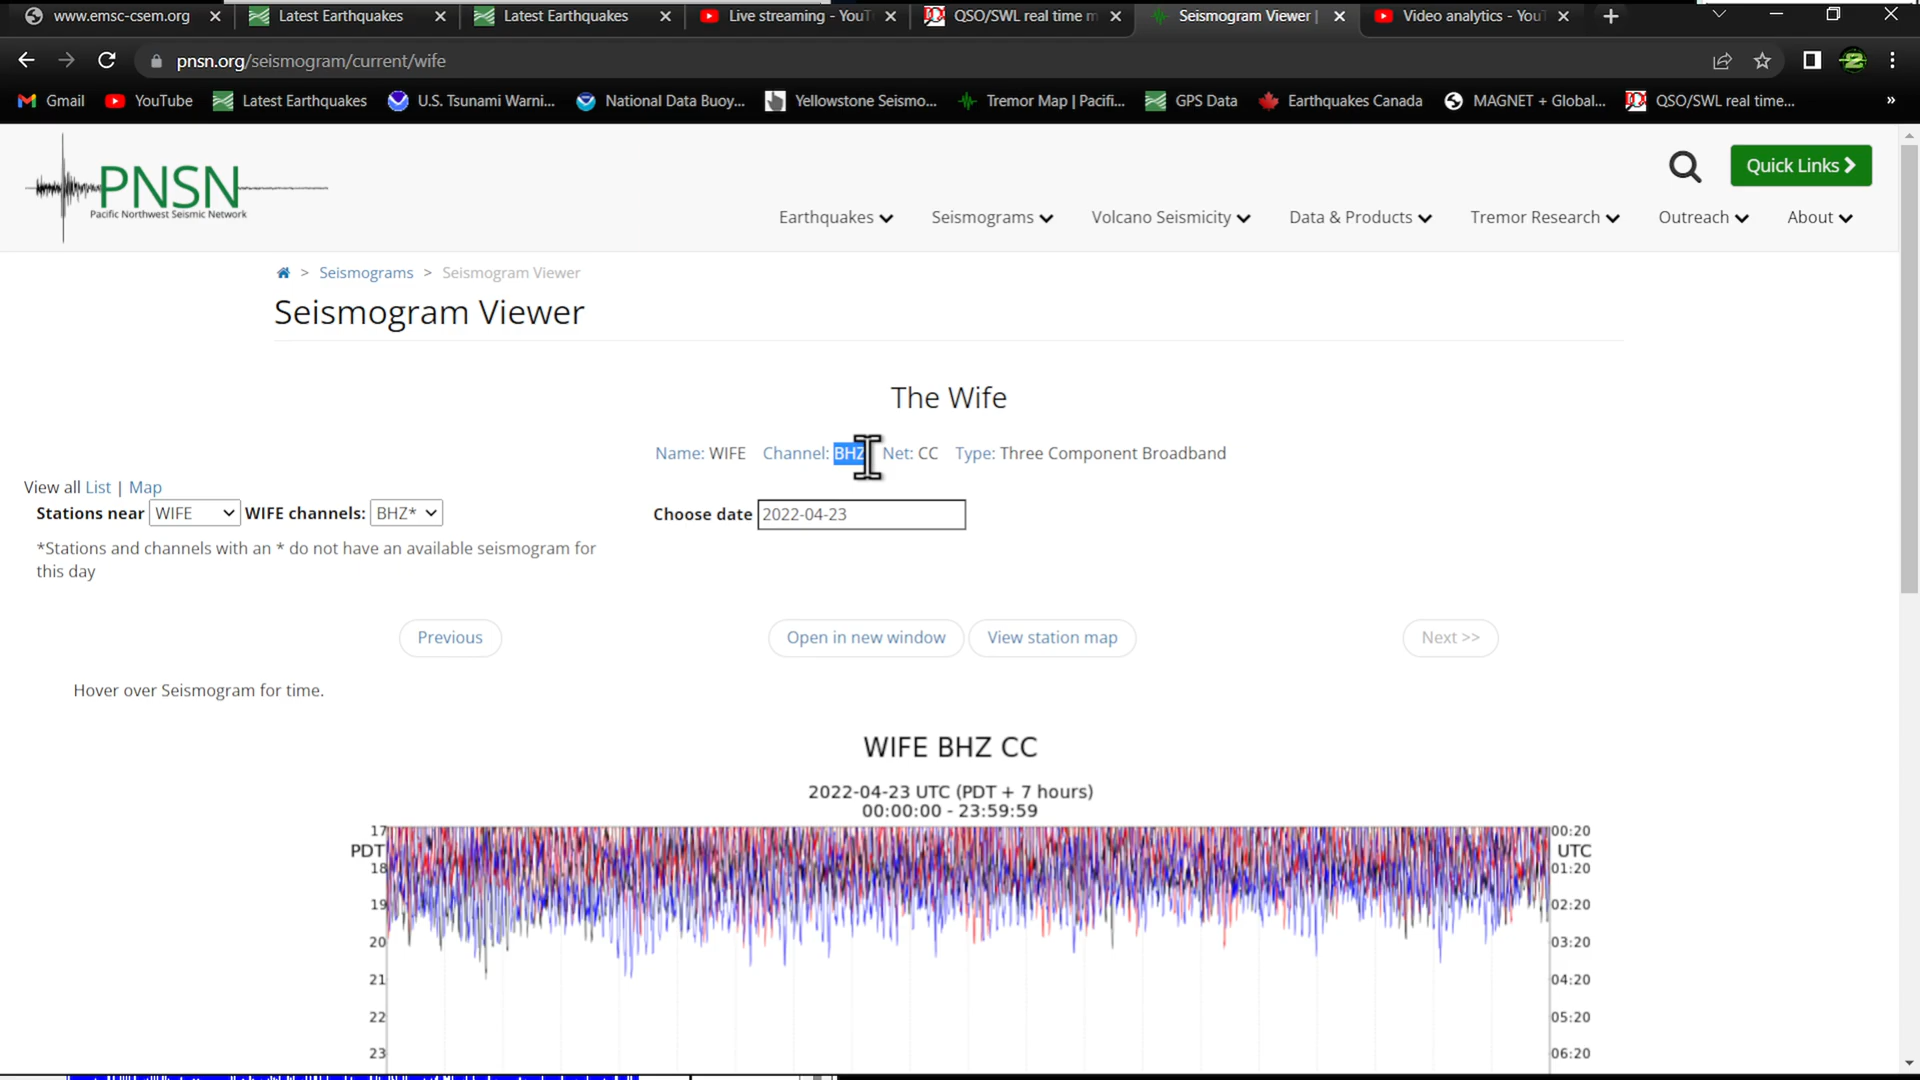 www.emsc-csem.org
Latest Earthquakes
Latest Earthquakes
Live streaming - YouT
QSO/SWL real time m
Seismogram Viewer |
Video analytics - You
pnsn.org/seismogram/current/wife
Gmail
YouTube
Latest Earthquakes
U.S. Tsunami Warni...
National Data Buoy...
Yellowstone Seismo...
Tremor Map | Pacifi...
GPS Data
Earthquakes Canada
MAGNET + Global...
QSO/SWL real time...
»
PNSN
Pacific Northwest Seismic Network
Quick Links
Earthquakes
Seismograms
Volcano Seismicity
Data & Products
Tremor Research
Outreach
About
> Seismograms > Seismogram Viewer
Seismogram Viewer
The Wife
Name: WIFE Channel: BHZ Net: CC Type: Three Component Broadband
View all List | Map
Stations near WIFE WIFE channels: BHZ*
Choose date 2022-04-23
*Stations and channels with an * do not have an available seismogram for
this day
Previous
Open in new window
View station map
Next >>
Hover over Seismogram for time.
WIFE BHZ CC
2022-04-23 UTC (PDT + 7 hours)
00:00:00 - 23:59:59
17 00:20
PDT UTC
18 01:20
19 02:20
20 03:20
21 04:20
22 05:20
23 06:20